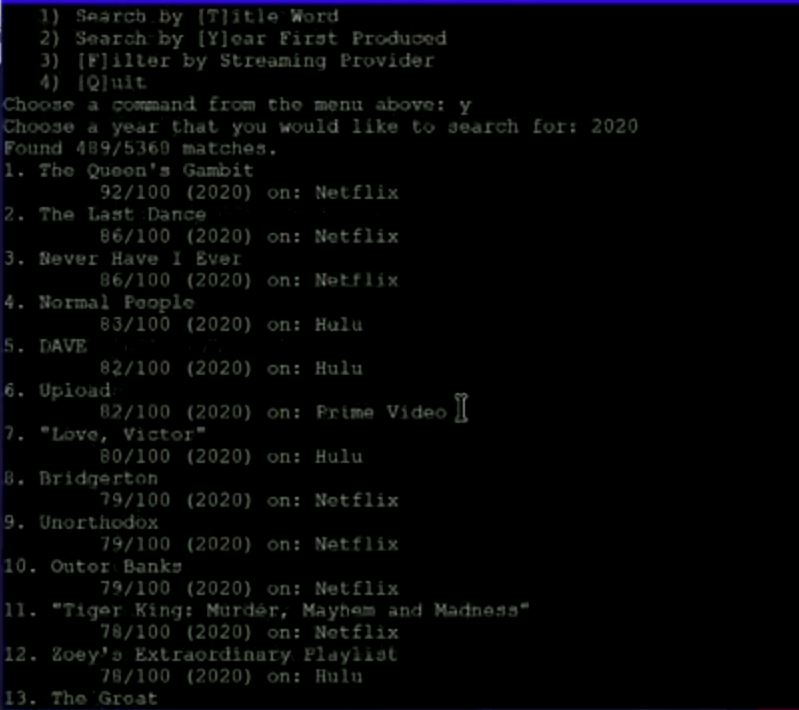 1) Search by [T]itle Word
2) Search by [Y]ear First Produced
3) [F]ilter by Streaming Provider
4) [Q]uit
Choose a command from the menu above: y
Choose a year that you would like to search for: 2020
Found 489/5368 matches.
1. The Queen's Gambit
92/100 (2020) on: Netflix
2. The Last Dance
86/100 (2020) on: Netflix
3. Never Have I Ever
86/100 (2020) on: Netflix
4. Normal People
83/100 (2020) on: Hulu
5. DAVE
82/100 (2020) on: Hulu
6. Upload
82/100 (2020) on: Prime Video
7. "Love, Victor"
80/100 (2020) on: Hulu
8. Bridgerton
79/100 (2020) on: Netflix
9. Unorthodox
79/100 (2020) on: Netflix
10. Outer Banks
79/100 (2020) on: Netflix
11. "Tiger King: Murder, Mayhem and Madness"
78/100 (2020) on: Netflix
12. Zoey's Extraordinary Playlist
78/100 (2020) on: Hulu
13. The Great